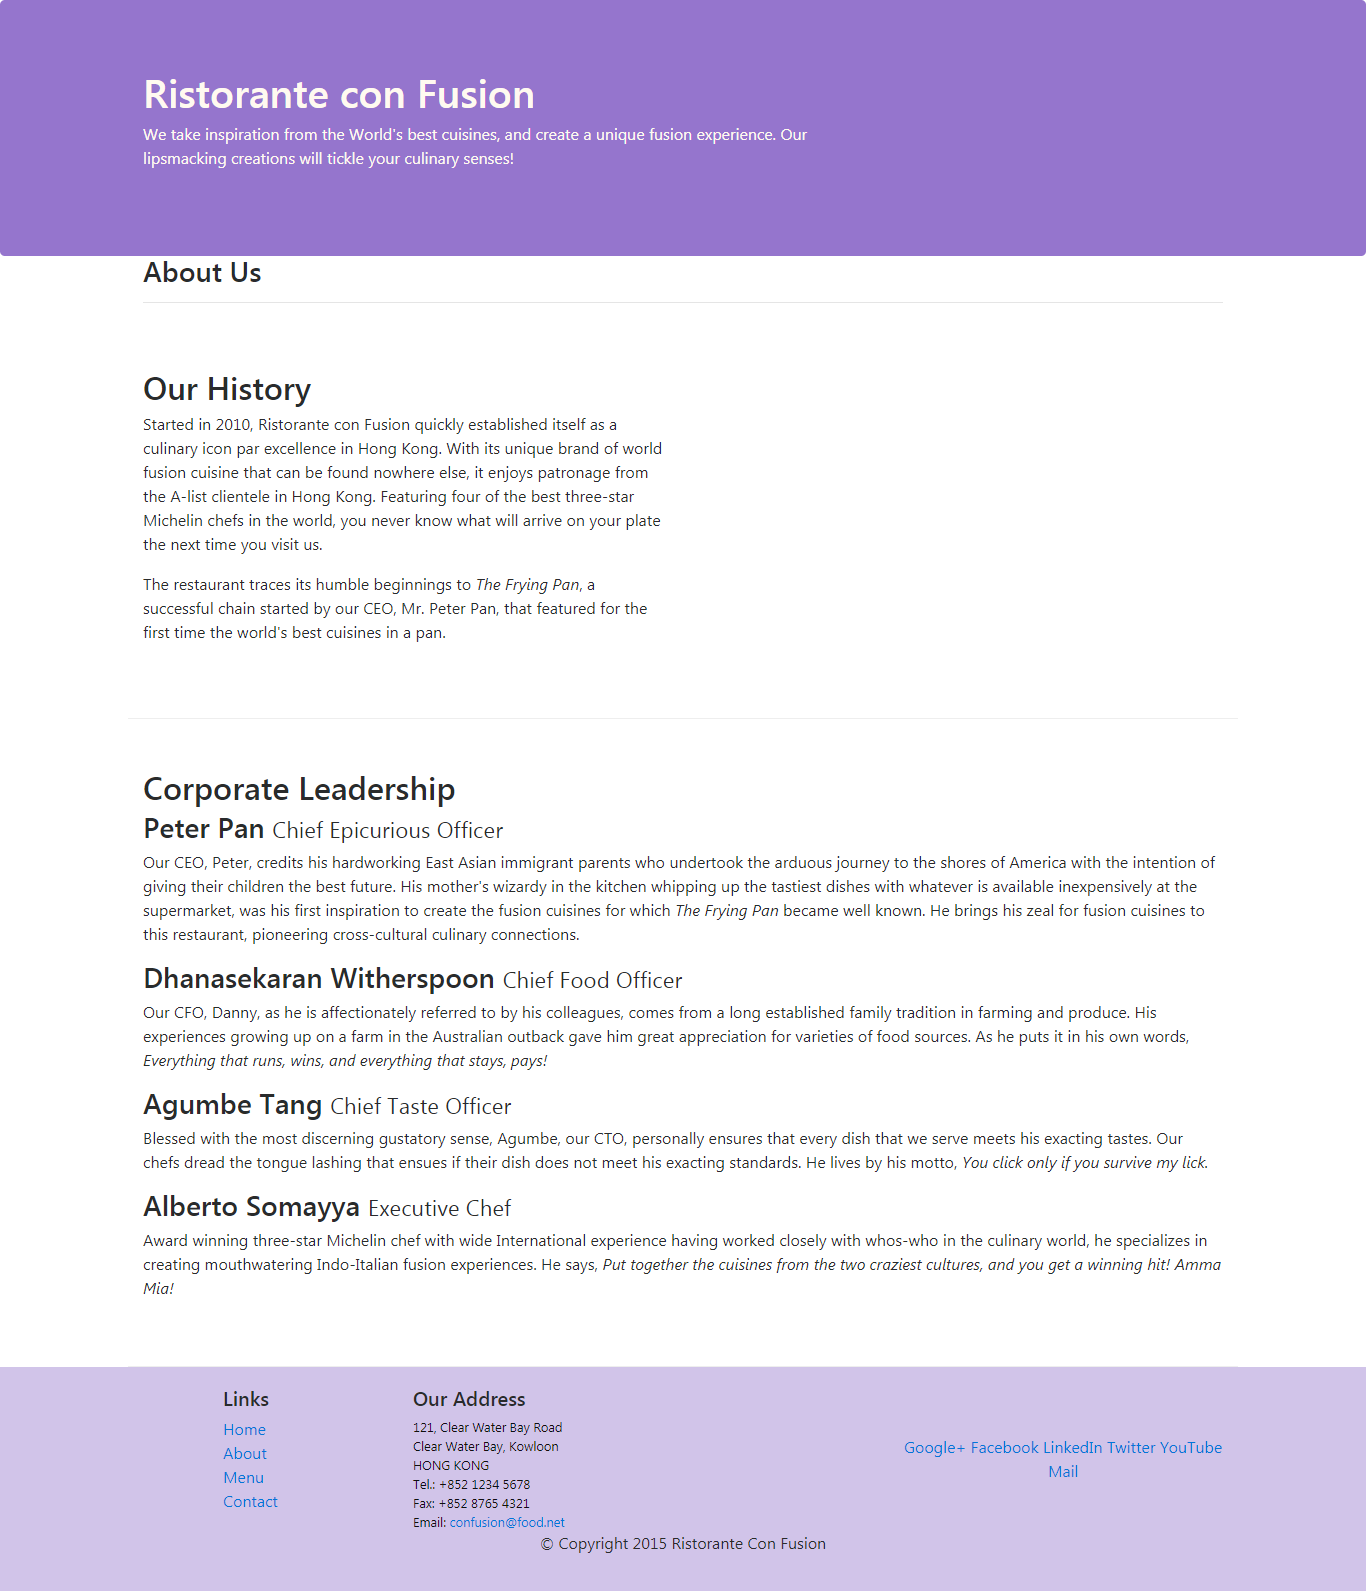 Ristorante con Fusion
We take inspiration from the World's best cuisines, and create a unique fusion experience. Our
lipsmacking creations will tickle your culinary senses!
About Us
Our History
Started in 2010, Ristorante con Fusion quickly established itself as a
culinary icon par excellence in Hong Kong. With its unique brand of world
fusion cuisine that can be found nowhere else, it enjoys patronage from
the A-list clientele in Hong Kong. Featuring four of the best three-star
Michelin chefs in the world, you never know what will arrive on your plate
the next time you visit us.
The restaurant traces its humble beginnings to The Frying Pan, a
successful chain started by our CEO, Mr. Peter Pan, that featured for the
first time the world's best cuisines in a pan.
Corporate Leadership
Peter Pan Chief Epicurious Officer
Our CEO, Peter, credits his hardworking East Asian immigrant parents who undertook the arduous journey to the shores of America with the intention of
giving their children the best future. His mother's wizardy in the kitchen whipping up the tastiest dishes with whatever is available inexpensively at the
supermarket, was his first inspiration to create the fusion cuisines for which The Frying Pan became well known. He brings his zeal for fusion cuisines to
this restaurant, pioneering cross-cultural culinary connections.
Dhanasekaran Witherspoon Chief Food Officer
Our CFO, Danny, as he is affectionately referred to by his colleagues, comes from a long established family tradition in farming and produce. His
experiences growing up on a farm in the Australian outback gave him great appreciation for varieties of food sources. As he puts it in his own words,
Everything that runs, wins, and everything that stays, pays!
Agumbe Tang Chief Taste Officer
Blessed with the most discerning gustatory sense, Agumbe, our CTO, personally ensures that every dish that we serve meets his exacting tastes. Our
chefs dread the tongue lashing that ensues if their dish does not meet his exacting standards. He lives by his motto, You click only if you survive my lick.
Alberto Somayya Executive Chef
Award winning three-star Michelin chef with wide International experience having worked closely with whos-who in the culinary world, he specializes in
creating mouthwatering Indo-Italian fusion experiences. He says, Put together the cuisines from the two craziest cultures, and you get a winning hit! Amma
Mia!
Links
Home
About
Menu
Contact
Our Address
121, Clear Water Bay Road
Clear Water Bay, Kowloon
HONG KONG
Tel.: +852 1234 5678
Fax: +852 8765 4321
Email: confusion@food.net
Google+ Facebook LinkedIn Twitter YouTube
Mail
© Copyright 2015 Ristorante Con Fusion